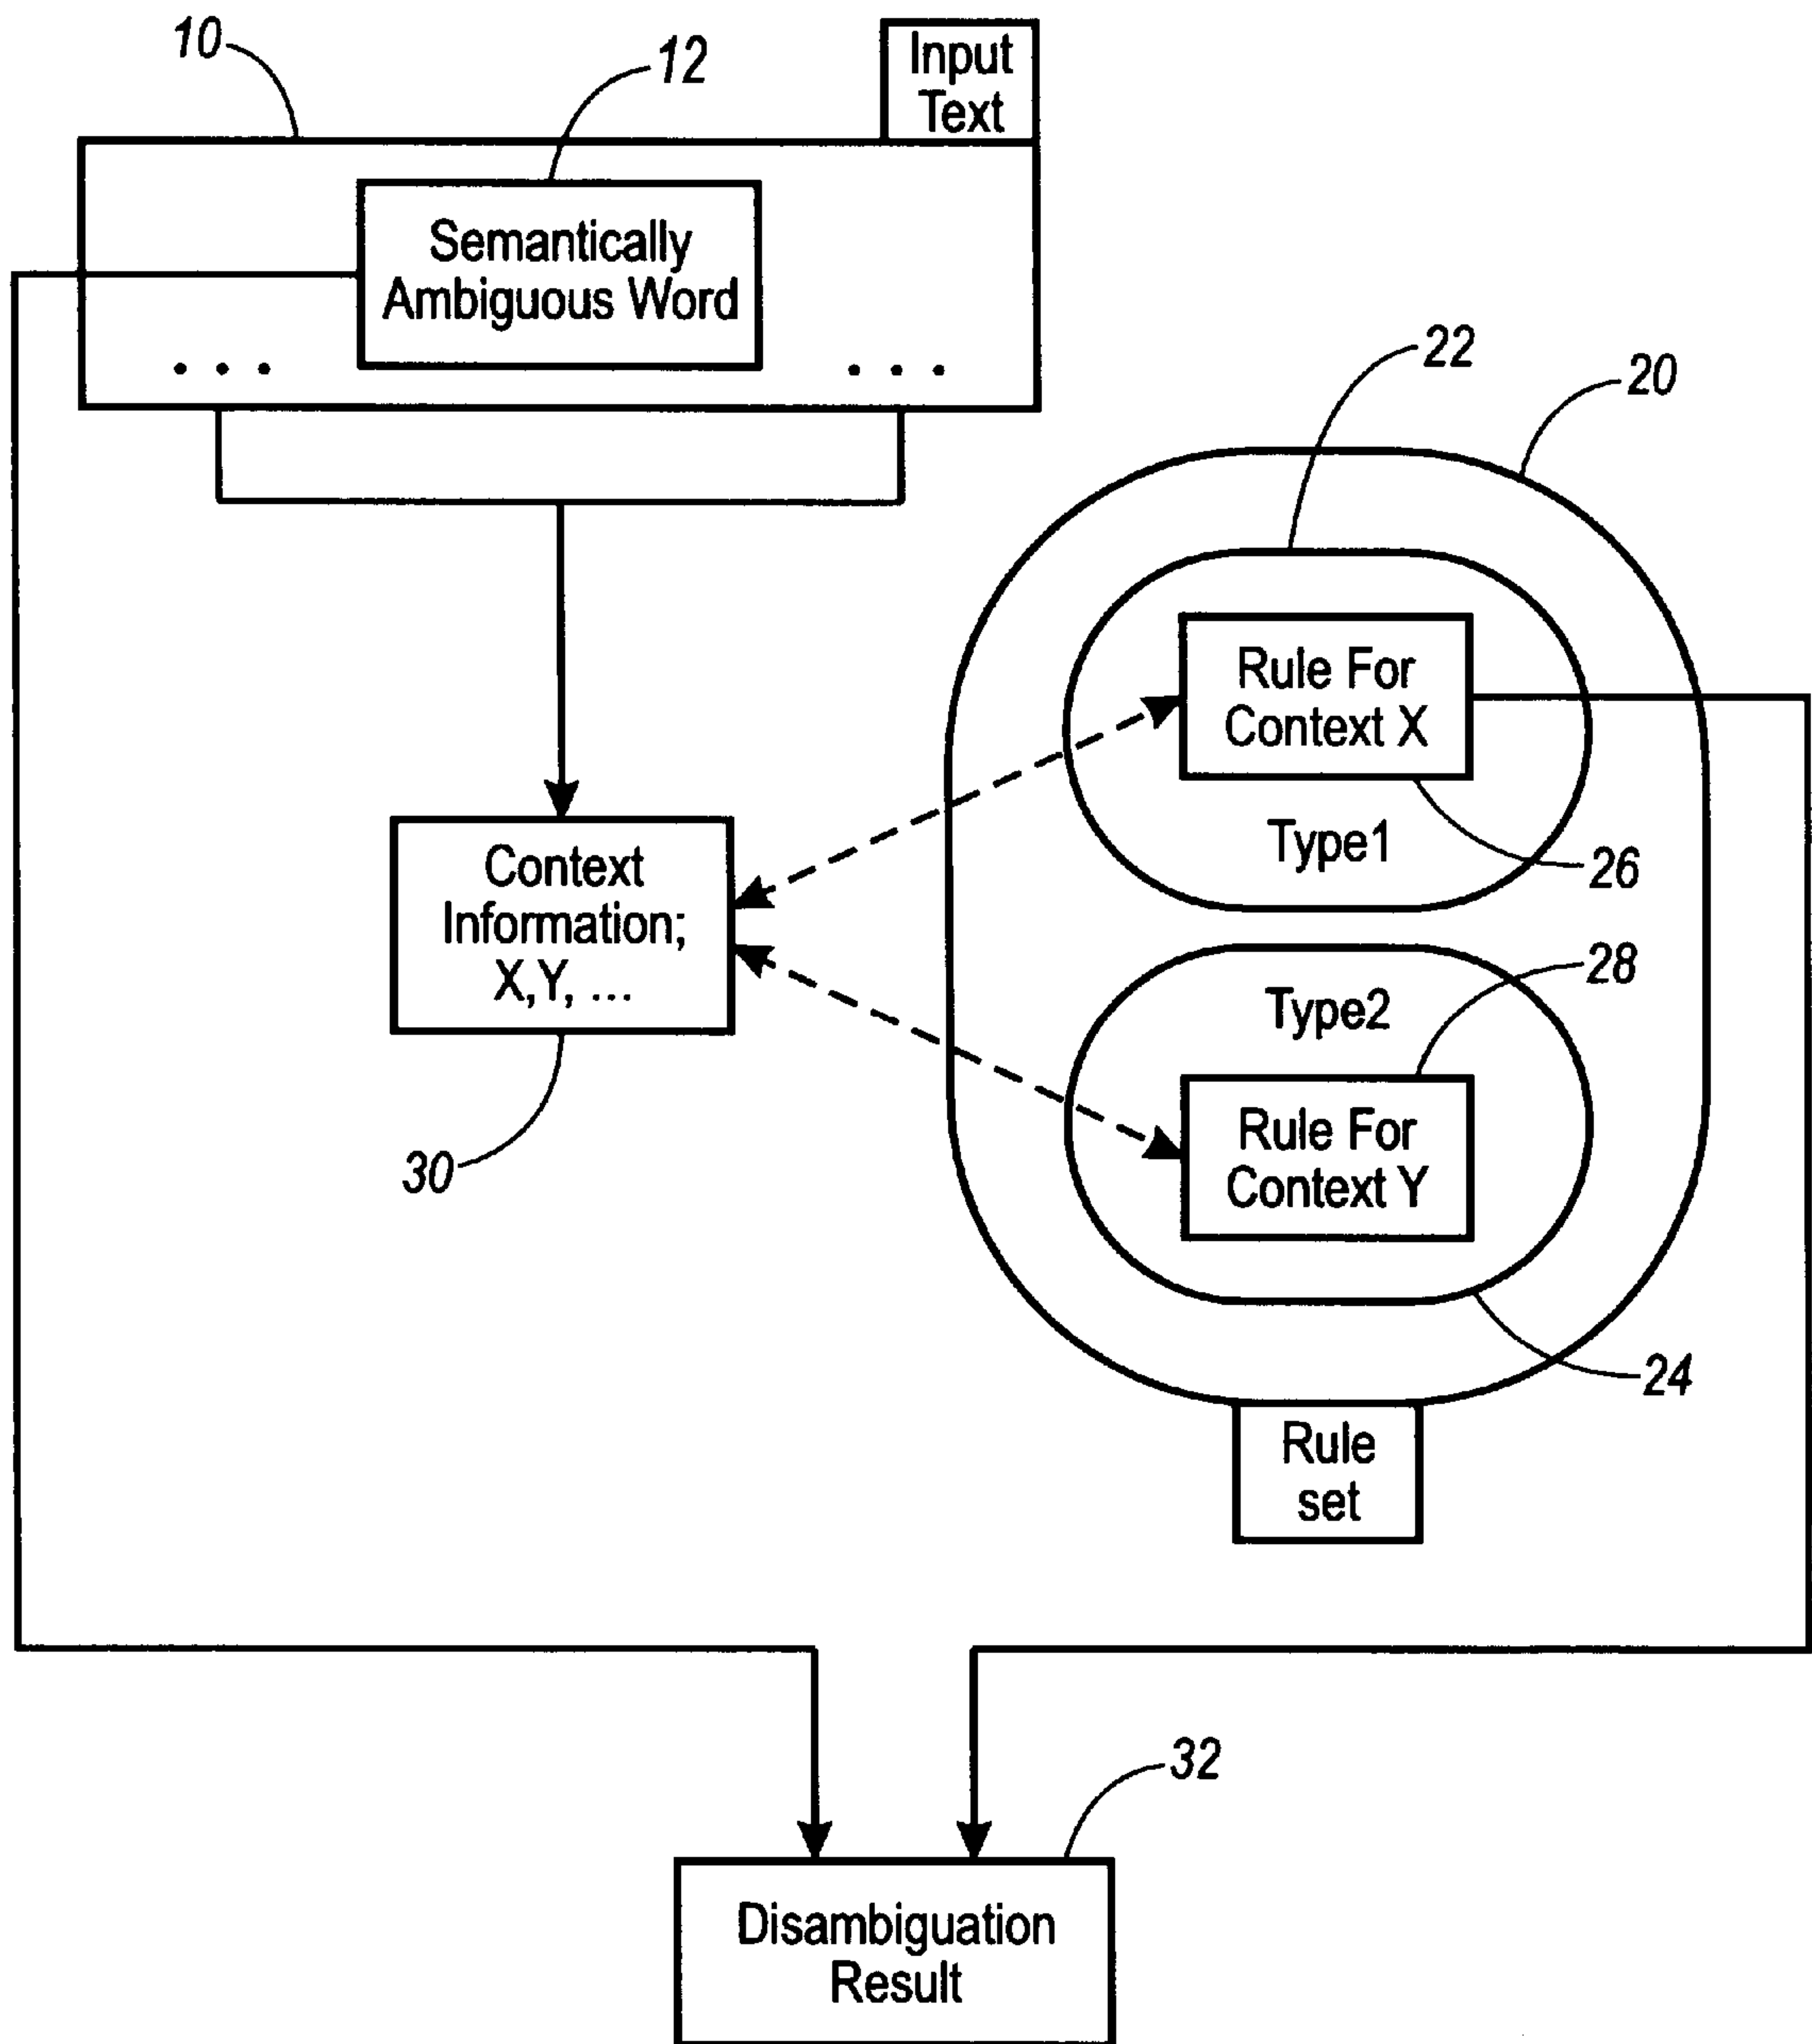 10
12
Input
Text
Semantically
Ambiguous Word
. . .
. . .
22
20
Rule For
Context X
Type1
26
Context
Information;
X,Y, ...
30
28
Type2
Rule For
Context Y
24
Rule
set
32
Disambiguation
Result